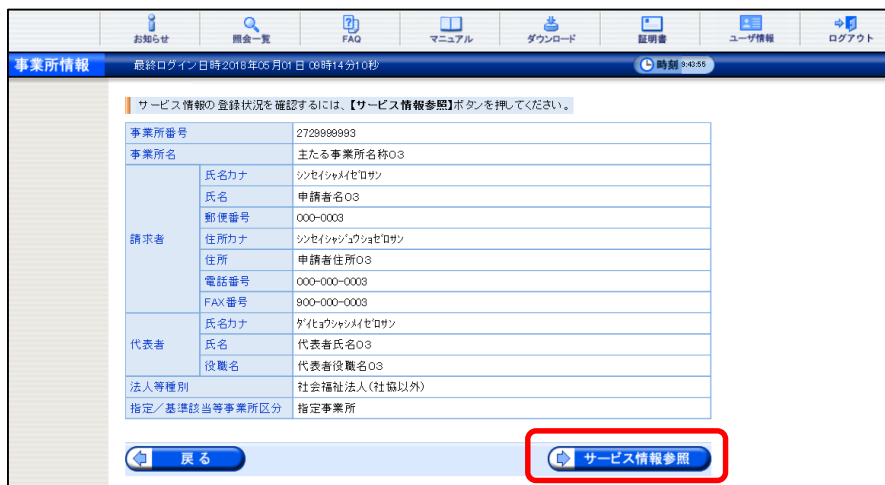 お知らせ 照会一覧 FAQ マニュアル ダウンロード 証明書 ユーザ情報 ログアウト
事業所情報 最終ログイン日時2018年05月01日 09時14分10秒 時刻 9:43:55
サービス情報の登録状況を確認するには、【サービス情報参照】ボタンを押してください。
事業所番号 2729999993
事業所名 主たる事業所名称03
請求者
氏名カナ シンセイシャメイゼロサン
氏名 申請者名03
郵便番号 000-0003
住所カナ シンセイシャジュウショゼロサン
住所 申請者住所03
電話番号 000-000-0003
FAX番号 900-000-0003
代表者
氏名カナ ダイヒョウシャシメイゼロサン
氏名 代表者氏名03
役職名 代表者役職名03
法人等種別 社会福祉法人(社協以外)
指定/基準該当等事業所区分 指定事業所
戻る サービス情報参照